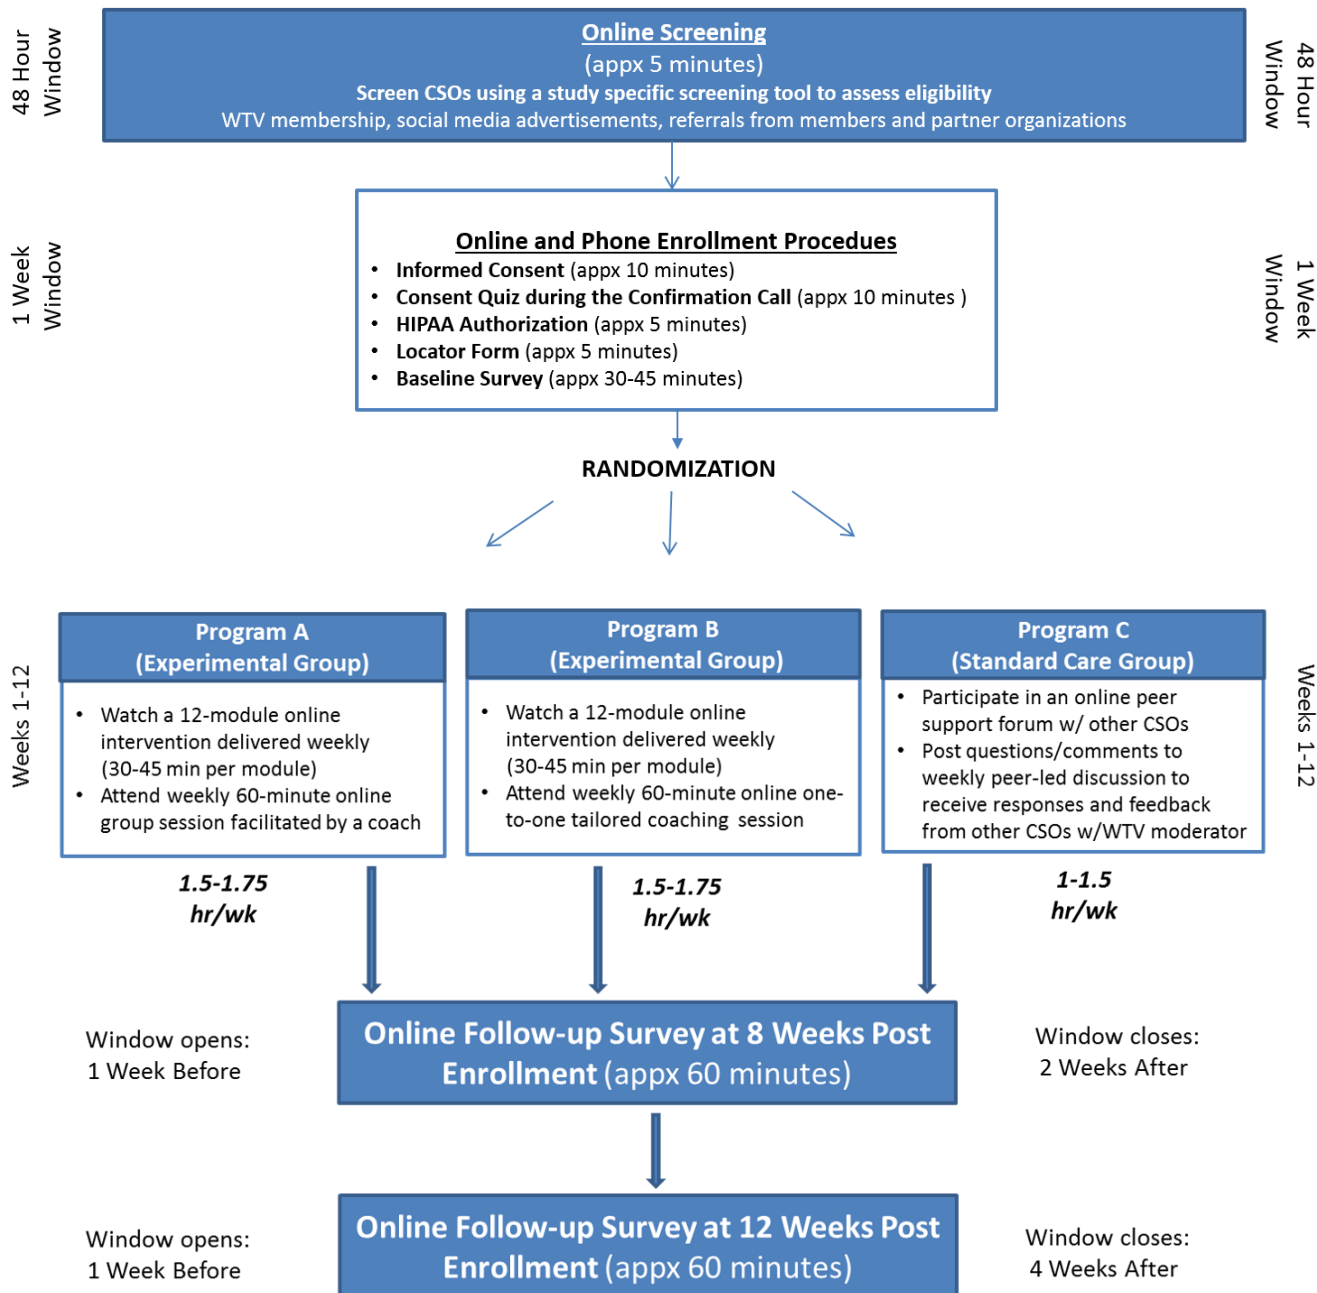 48 Hour
Window
Online Screening
(appx 5 minutes)
Screen CSOs using a study specific screening tool to assess eligibility
WTV membership, social media advertisements, referrals from members and partner organizations
48 Hour
Window
1 Week
Window
Online and Phone Enrollment Procedues
• Informed Consent (appx 10 minutes)
• Consent Quiz during the Confirmation Call (appx 10 minutes )
• HIPAA Authorization (appx 5 minutes)
• Locator Form (appx 5 minutes)
• Baseline Survey (appx 30-45 minutes)
1 Week
Window
RANDOMIZATION
Weeks 1-12
Program A
(Experimental Group)
• Watch a 12-module online
intervention delivered weekly
(30-45 min per module)
• Attend weekly 60-minute online
group session facilitated by a coach
1.5-1.75
hr/wk
Program B
(Experimental Group)
• Watch a 12-module online
intervention delivered weekly
(30-45 min per module)
• Attend weekly 60-minute online one-
to-one tailored coaching session
1.5-1.75
hr/wk
Program C
(Standard Care Group)
• Participate in an online peer
support forum w/ other CSOs
• Post questions/comments to
weekly peer-led discussion to
receive responses and feedback
from other CSOs w/WTV moderator
1-1.5
hr/wk
Weeks 1-12
Window opens:
1 Week Before
Online Follow-up Survey at 8 Weeks Post
Enrollment (appx 60 minutes)
Window closes:
2 Weeks After
Window opens:
1 Week Before
Online Follow-up Survey at 12 Weeks Post
Enrollment (appx 60 minutes)
Window closes:
4 Weeks After